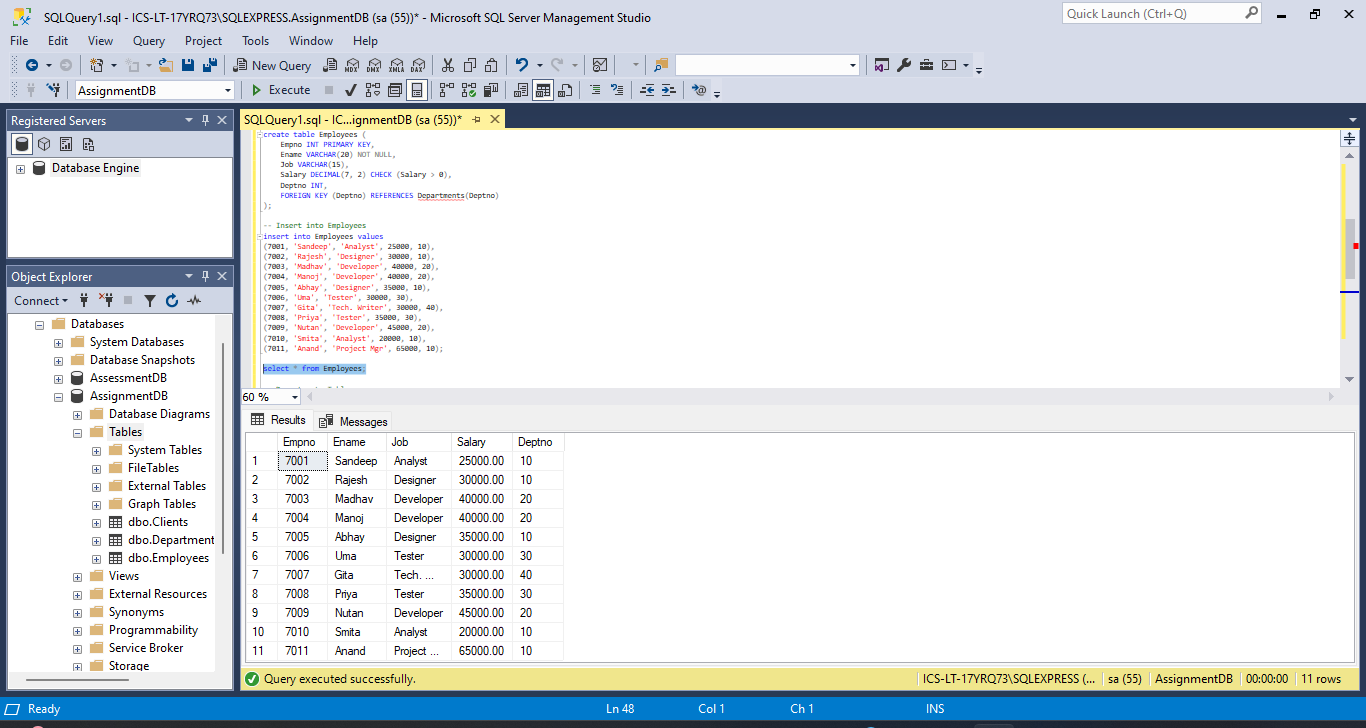 SQLQuery1.sql - ICS-LT-17YRQ73\SQLEXPRESS.AssignmentDB (sa (55))* - Microsoft SQL Server Management Studio
Quick Launch (Ctrl+Q)
File Edit View Query Project Tools Window Help
New Query
MDX DMX XMLA DAX
AssignmentDB
Execute
Registered Servers
Database Engine
Object Explorer
Connect
Databases
System Databases
Database Snapshots
AssessmentDB
AssignmentDB
Database Diagrams
Tables
System Tables
FileTables
External Tables
Graph Tables
dbo.Clients
dbo.Department
dbo.Employees
Views
External Resources
Synonyms
Programmability
Service Broker
Storage
SQLQuery1.sql - IC...ignmentDB (sa (55))*
create table Employees (
Empno INT PRIMARY KEY,
Ename VARCHAR(20) NOT NULL,
Job VARCHAR(15),
Salary DECIMAL(7, 2) CHECK (Salary > 0),
Deptno INT,
FOREIGN KEY (Deptno) REFERENCES Departments(Deptno)
);
-- Insert into Employees
insert into Employees values
(7001, 'Sandeep', 'Analyst', 25000, 10),
(7002, 'Rajesh', 'Designer', 30000, 10),
(7003, 'Madhav', 'Developer', 40000, 20),
(7004, 'Manoj', 'Developer', 40000, 20),
(7005, 'Abhay', 'Designer', 35000, 10),
(7006, 'Uma', 'Tester', 30000, 30),
(7007, 'Gita', 'Tech. Writer', 30000, 40),
(7008, 'Priya', 'Tester', 35000, 30),
(7009, 'Nutan', 'Developer', 45000, 20),
(7010, 'Smita', 'Analyst', 20000, 10),
(7011, 'Anand', 'Project Mgr', 65000, 10);
select * from Employees;
60 %
Results Messages
Empno Ename Job Salary Deptno
1 7001 Sandeep Analyst 25000.00 10
2 7002 Rajesh Designer 30000.00 10
3 7003 Madhav Developer 40000.00 20
4 7004 Manoj Developer 40000.00 20
5 7005 Abhay Designer 35000.00 10
6 7006 Uma Tester 30000.00 30
7 7007 Gita Tech. ... 30000.00 40
8 7008 Priya Tester 35000.00 30
9 7009 Nutan Developer 45000.00 20
10 7010 Smita Analyst 20000.00 10
11 7011 Anand Project ... 65000.00 10
Query executed successfully.
ICS-LT-17YRQ73\SQLEXPRESS (... sa (55) AssignmentDB 00:00:00 11 rows
Ready Ln 48 Col 1 Ch 1 INS